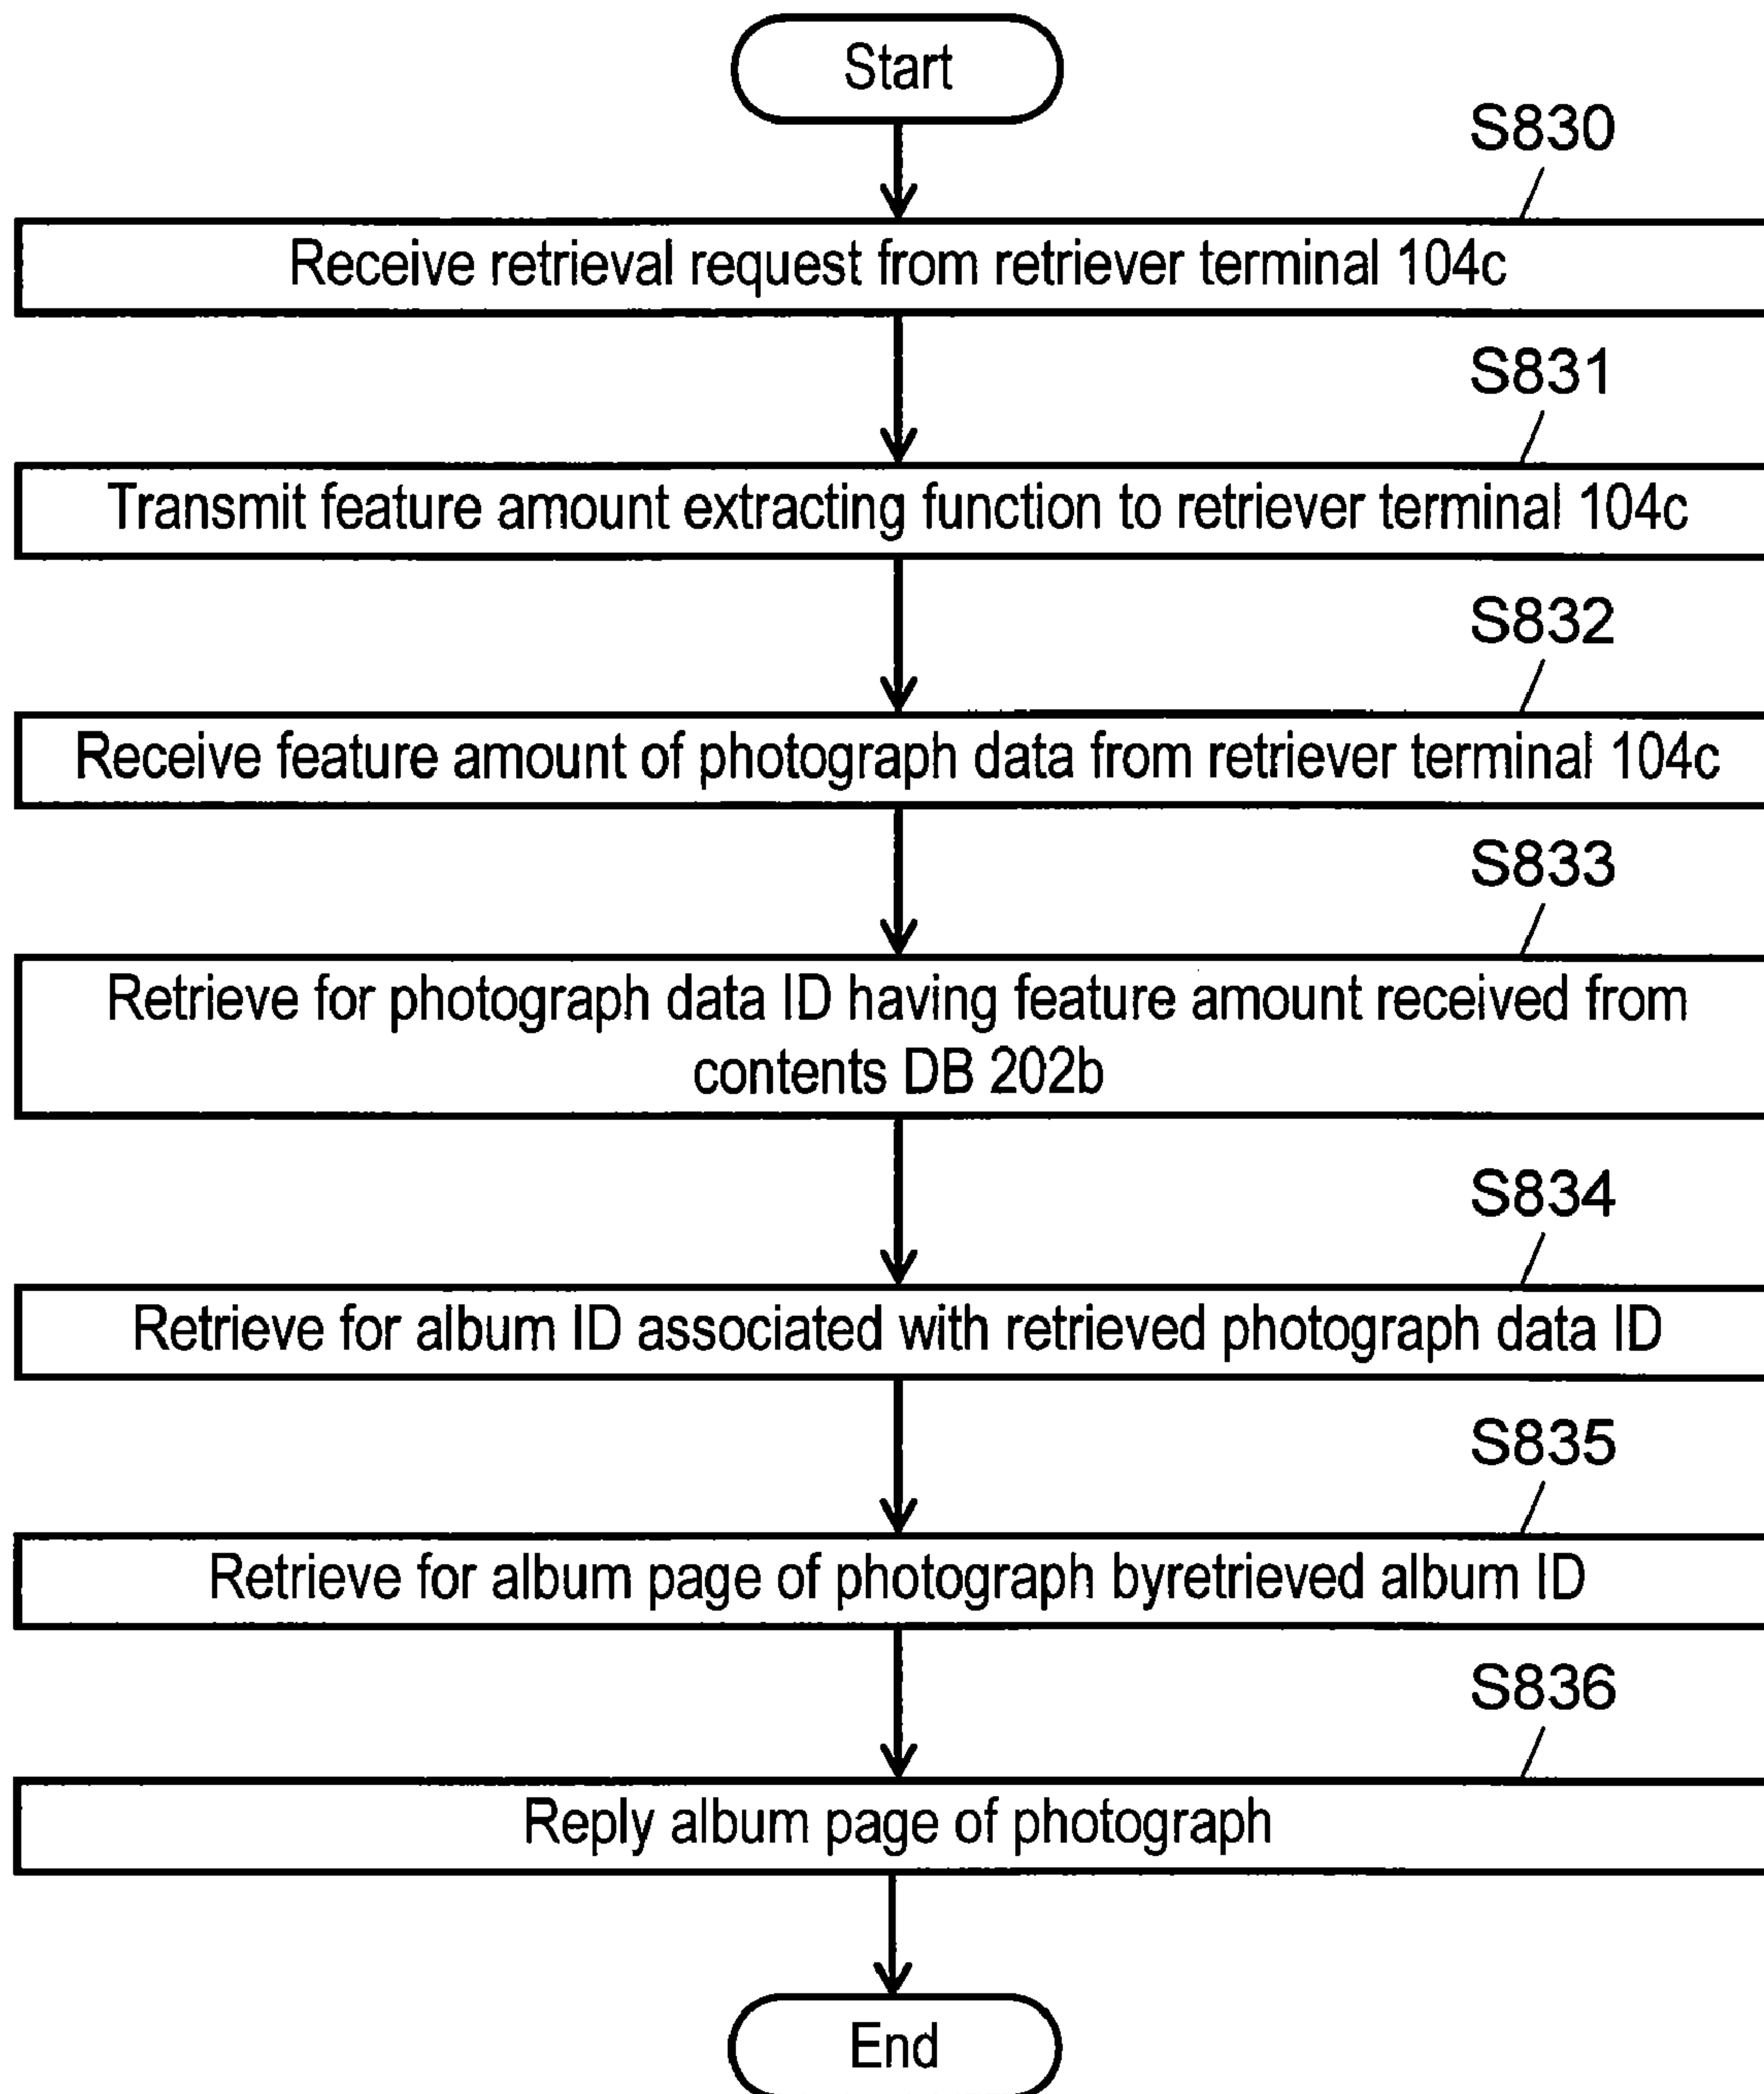 Start
S830
Receive retrieval request from retriever terminal 104c
S831
Transmit feature amount extracting function to retriever terminal 104c
S832
Receive feature amount of photograph data from retriever terminal 104c
S833
Retrieve for photograph data ID having feature amount received from
contents DB 202b
S834
Retrieve for album ID associated with retrieved photograph data ID
S835
Retrieve for album page of photograph byretrieved album ID
S836
Reply album page of photograph
End